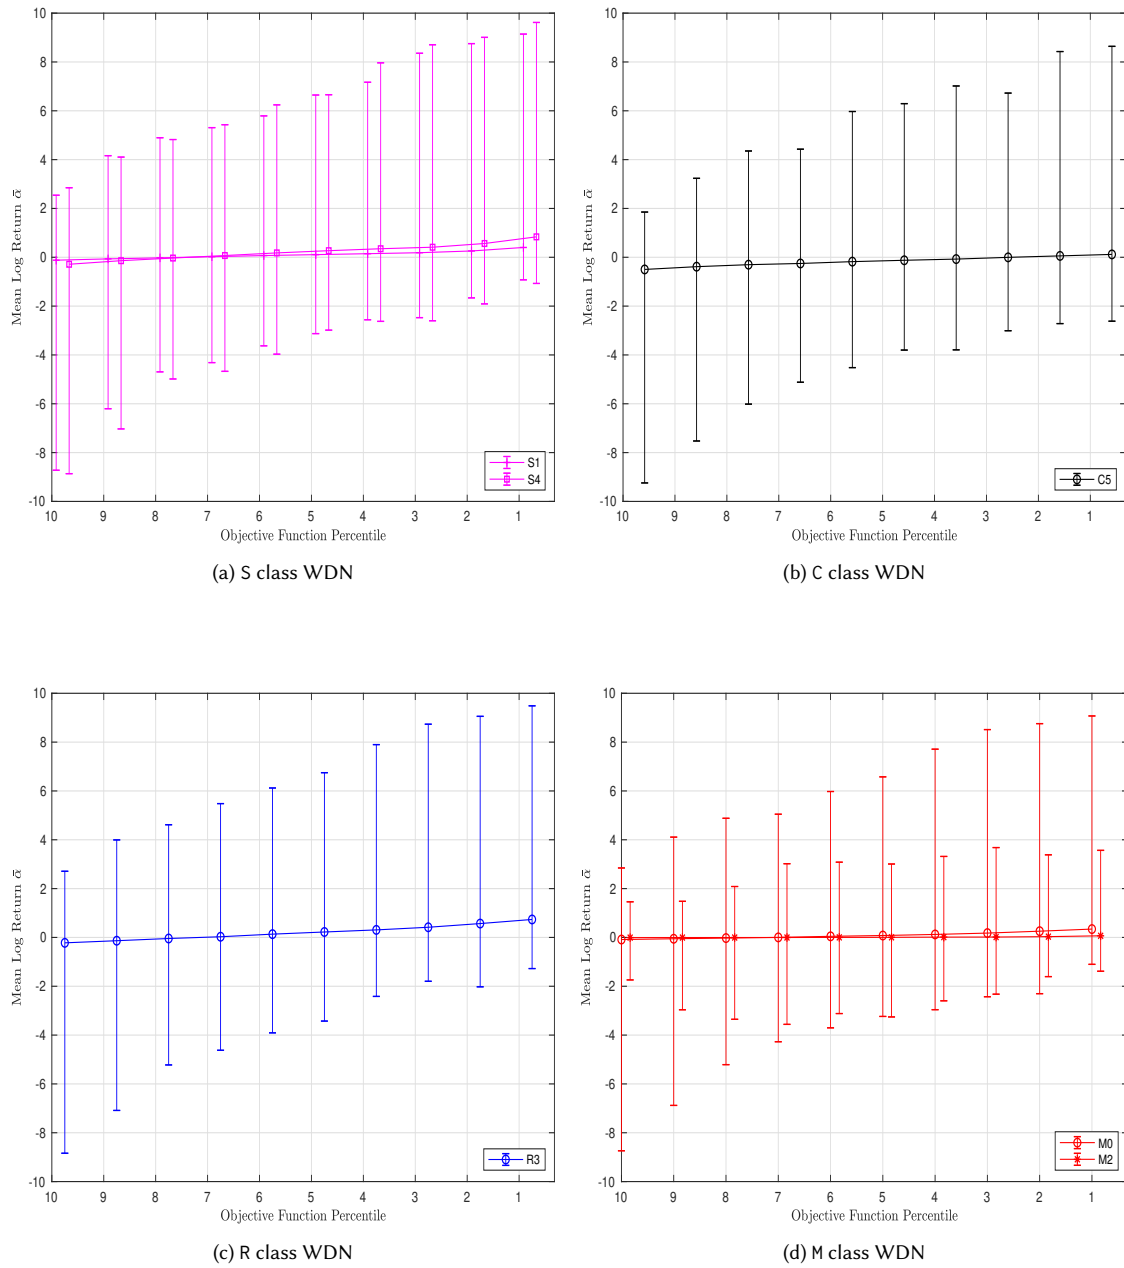 10
8
6
4
2
0
-2
-4
-6
-8
-10
Mean Log Return ᾱ
10 9 8 7 6 5 4 3 2 1
Objective Function Percentile
S1
S4
(a) S class WDN
10
8
6
4
2
0
-2
-4
-6
-8
-10
Mean Log Return ᾱ
10 9 8 7 6 5 4 3 2 1
Objective Function Percentile
C5
(b) C class WDN
10
8
6
4
2
0
-2
-4
-6
-8
-10
Mean Log Return ᾱ
10 9 8 7 6 5 4 3 2 1
Objective Function Percentile
R3
(c) R class WDN
10
8
6
4
2
0
-2
-4
-6
-8
-10
Mean Log Return ᾱ
10 9 8 7 6 5 4 3 2 1
Objective Function Percentile
M0
M2
(d) M class WDN